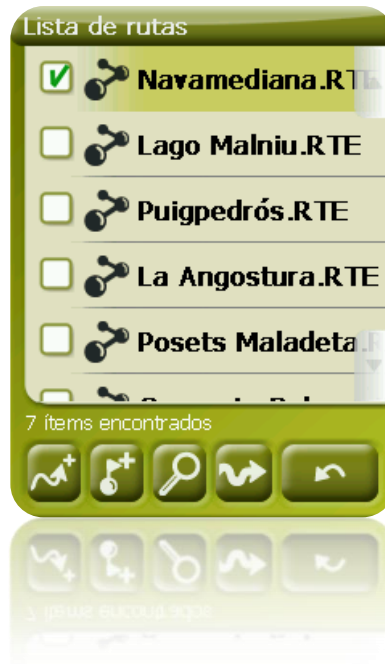 Lista de rutas
Navamediana.RT
Lago Malniu.RTE
Puigpedrós.RTE
La Angostura.RTE
Posets Maladeta.R
7 ítems encontrados